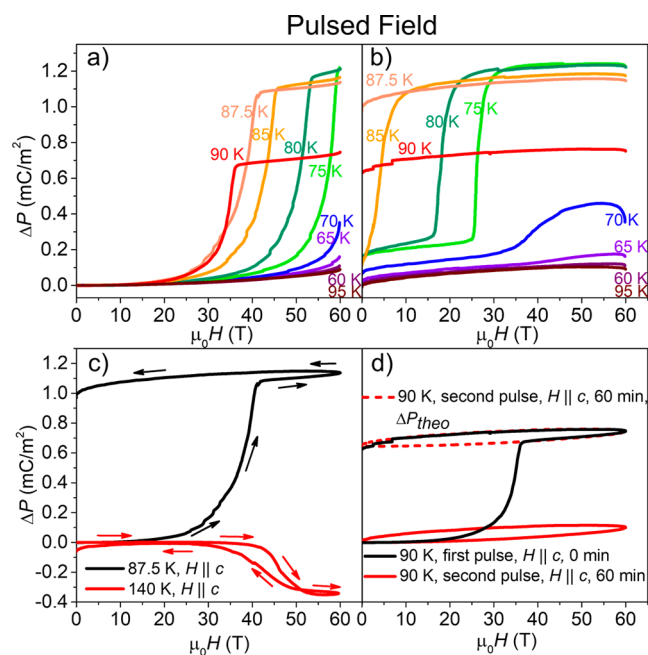 Pulsed Field
a)
1.2
1.0
0.8
0.6
0.4
0.2
0.0
ΔP (mC/m²)
87.5 K
85 K
90 K
80 K
75 K
70 K
65 K
60 K
95 K
0 10 20 30 40 50 60
μ₀H (T)
b)
87.5 K
85 K
80 K
75 K
90 K
70 K
65 K
60 K
95 K
0 10 20 30 40 50 60
μ₀H (T)
c)
1.2
1.0
0.8
0.6
0.4
0.2
0.0
-0.2
-0.4
ΔP (mC/m²)
87.5 K, H || c
140 K, H || c
0 10 20 30 40 50 60
μ₀H (T)
d)
90 K, second pulse, H || c, 60 min,
ΔPtheo
90 K, first pulse, H || c, 0 min
90 K, second pulse, H || c, 60 min
0 10 20 30 40 50 60
μ₀H (T)